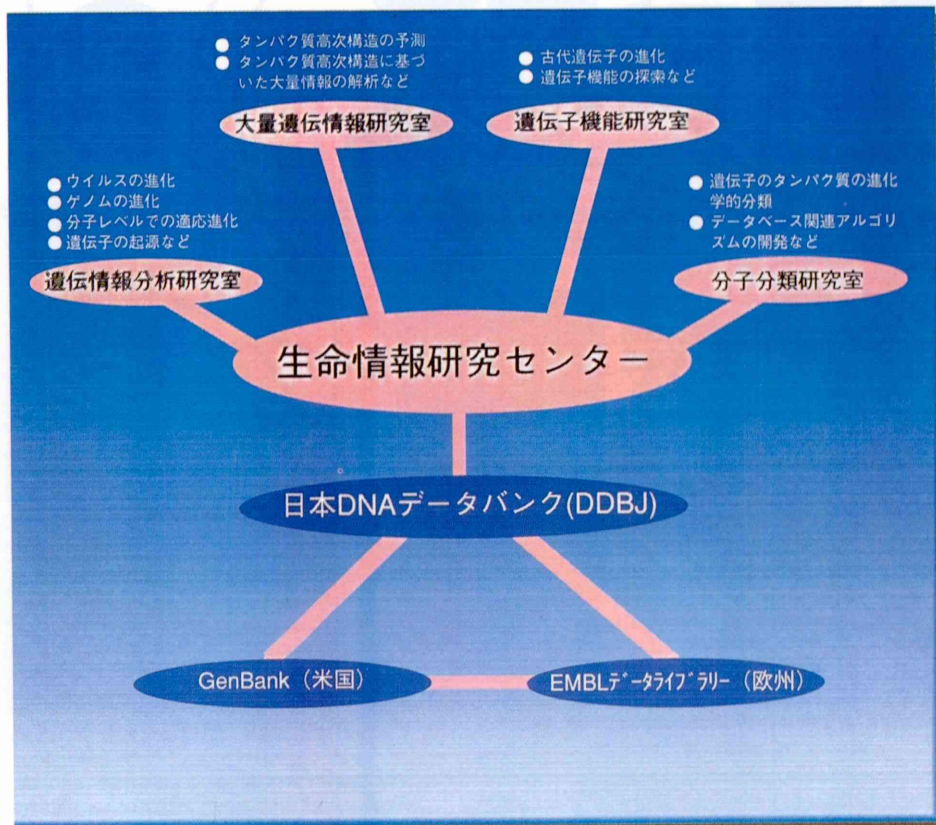 ● タンパク質高次構造の予測
● タンパク質高次構造に基づ
いた大量情報の解析など
大量遺伝情報研究室
● 古代遺伝子の進化
● 遺伝子機能の探索など
遺伝子機能研究室
● ウイルスの進化
● ゲノムの進化
● 分子レベルでの適応進化
● 遺伝子の起源など
遺伝情報分析研究室
● 遺伝子のタンパク質の進化
学的分類
● データベース関連アルゴリ
ズムの開発など
分子分類研究室
生命情報研究センター
日本DNAデータバンク(DDBJ)
GenBank（米国）
EMBLﾃﾞｰﾀﾗｲﾌﾞﾗﾘｰ（欧州）